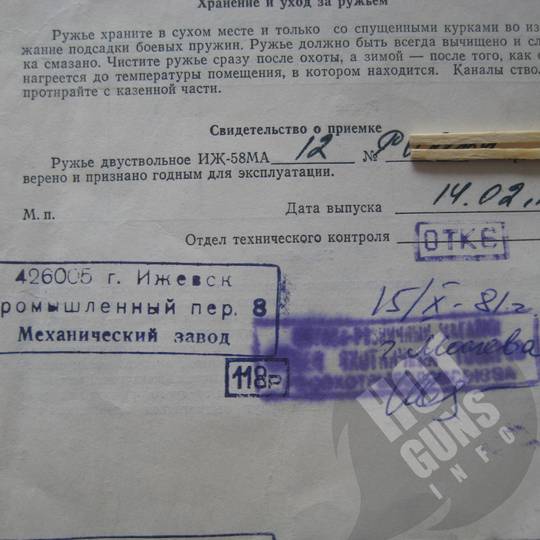 Хранение и уход за ружьем
Ружье храните в сухом месте и только со спущенными курками во из
жание подсадки боевых пружин. Ружье должно быть всегда вычищено и сл
ка смазано. Чистите ружье сразу после охоты, а зимой — после того, как о
нагреется до температуры помещения, в котором находится. Каналы ство
протирайте с казенной части.
Свидетельство о приемке
Ружье двуствольное ИЖ-58МА 12 №
верено и признано годным для эксплуатации.
14.02.
М. п. Дата выпуска
Отдел технического контроля ОТК6
426005 г. Ижевск
ромышленный пер. 8
Механический завод
15/X-81г.
г. Москва
118р
GUNS
INFO